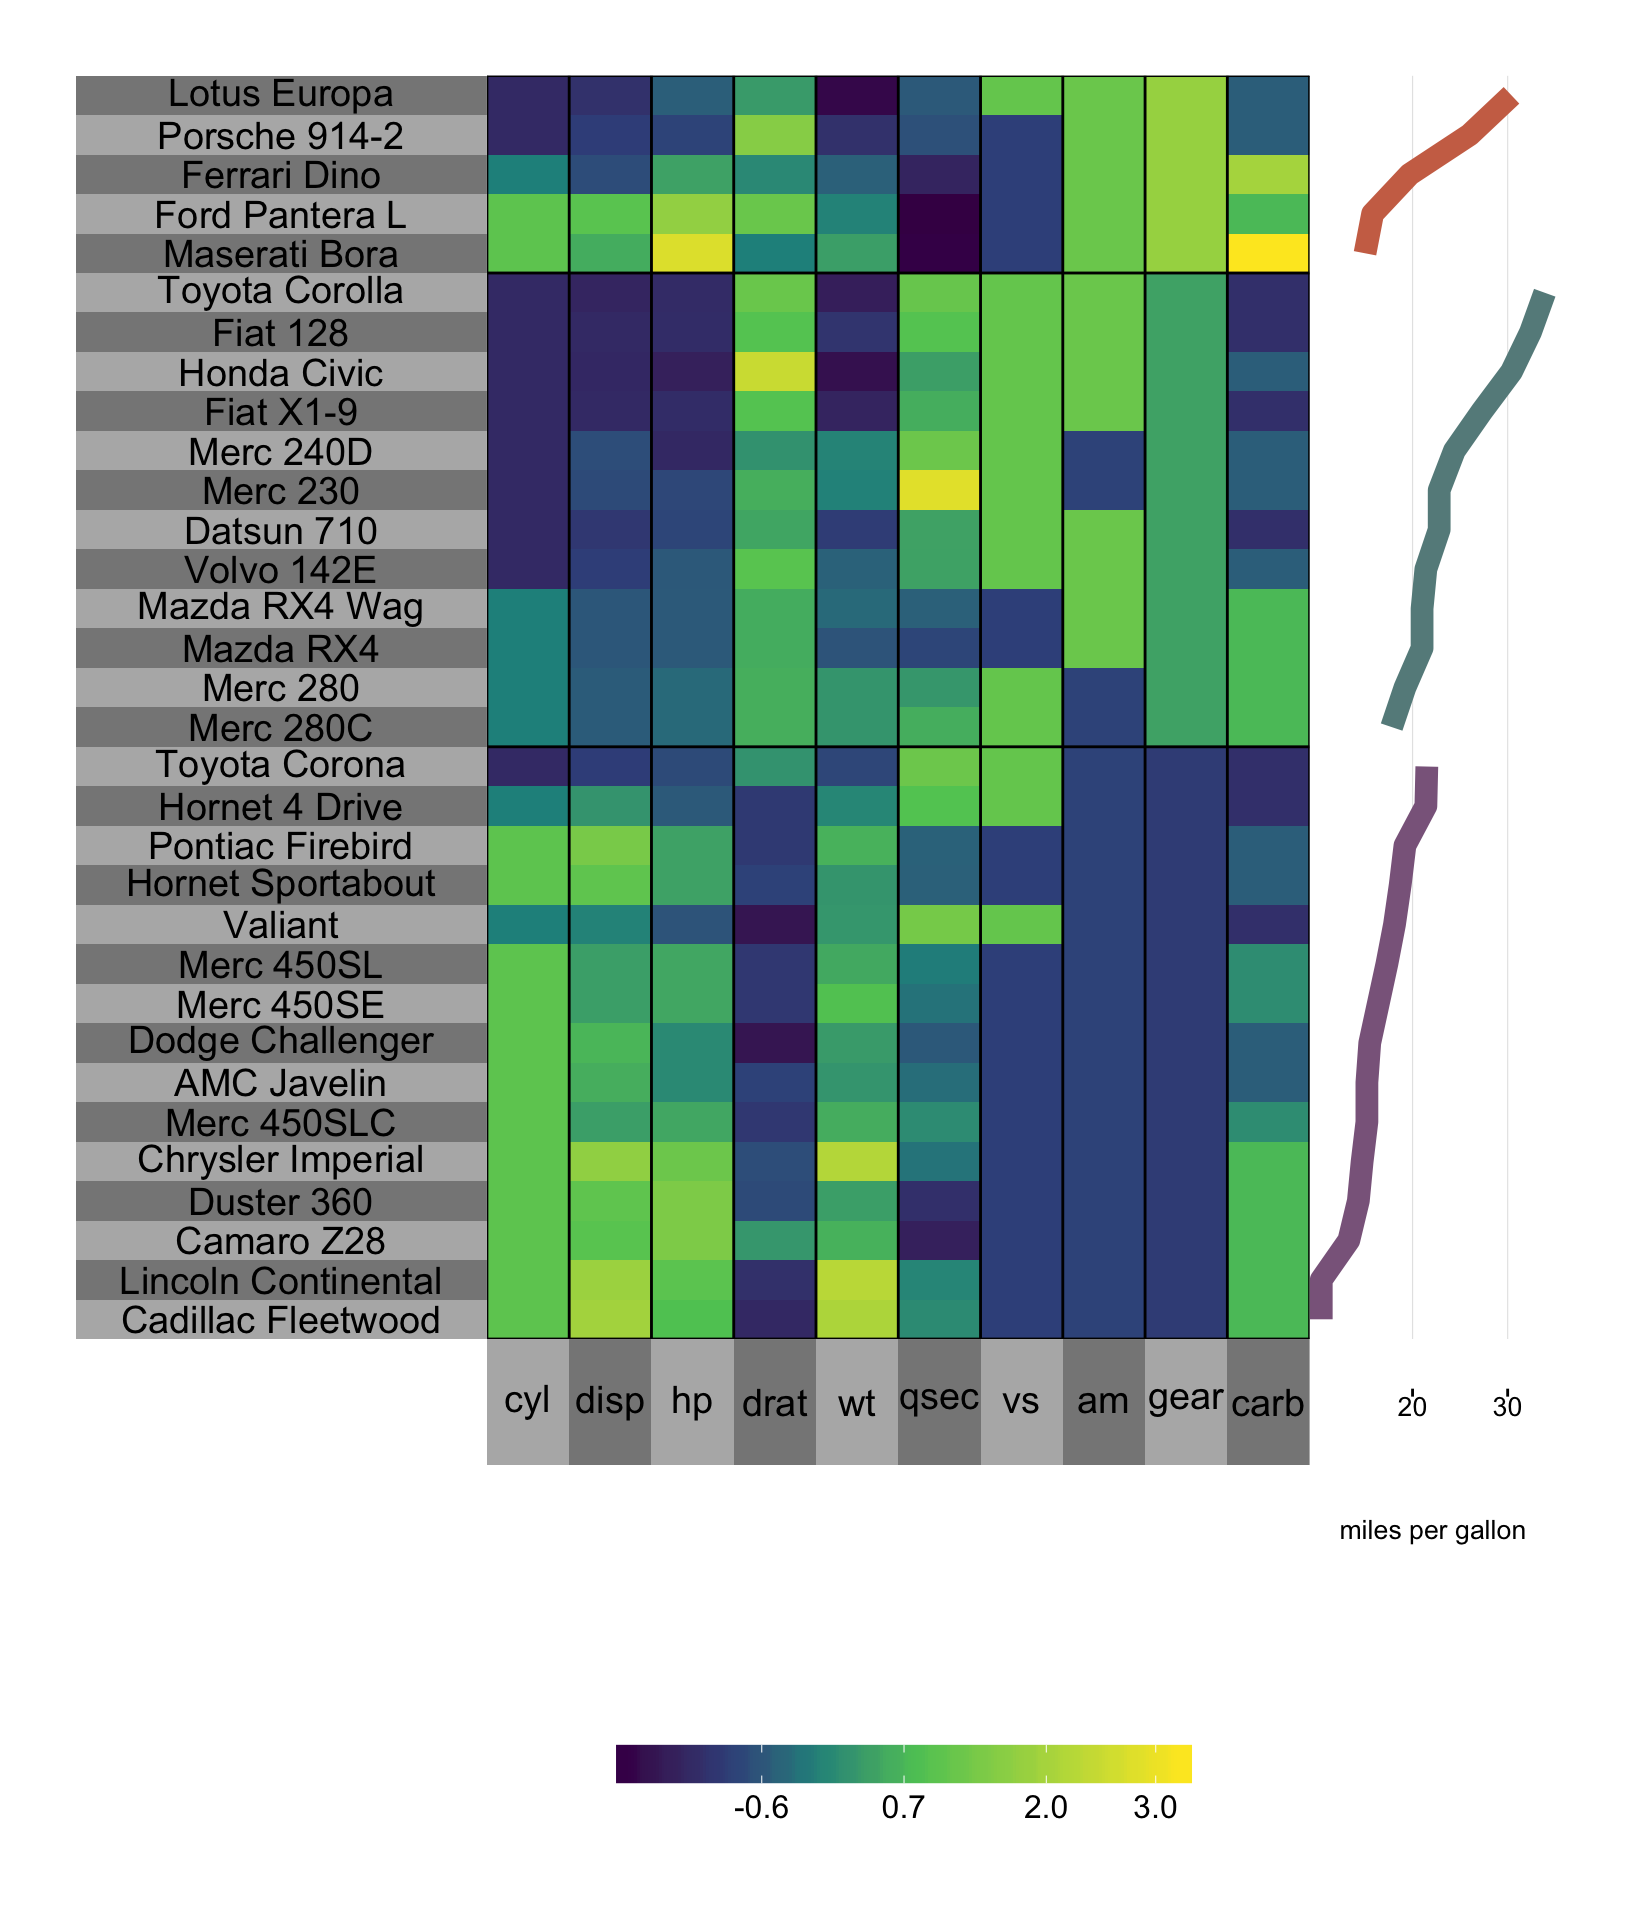 Lotus Europa
Porsche 914-2
Ferrari Dino
Ford Pantera L
Maserati Bora
Toyota Corolla
Fiat 128
Honda Civic
Fiat X1-9
Merc 240D
Merc 230
Datsun 710
Volvo 142E
Mazda RX4 Wag
Mazda RX4
Merc 280
Merc 280C
Toyota Corona
Hornet 4 Drive
Pontiac Firebird
Hornet Sportabout
Valiant
Merc 450SL
Merc 450SE
Dodge Challenger
AMC Javelin
Merc 450SLC
Chrysler Imperial
Duster 360
Camaro Z28
Lincoln Continental
Cadillac Fleetwood
cyl disp hp drat wt qsec vs am gear carb
20 30
miles per gallon
-0.6 0.7 2.0 3.0